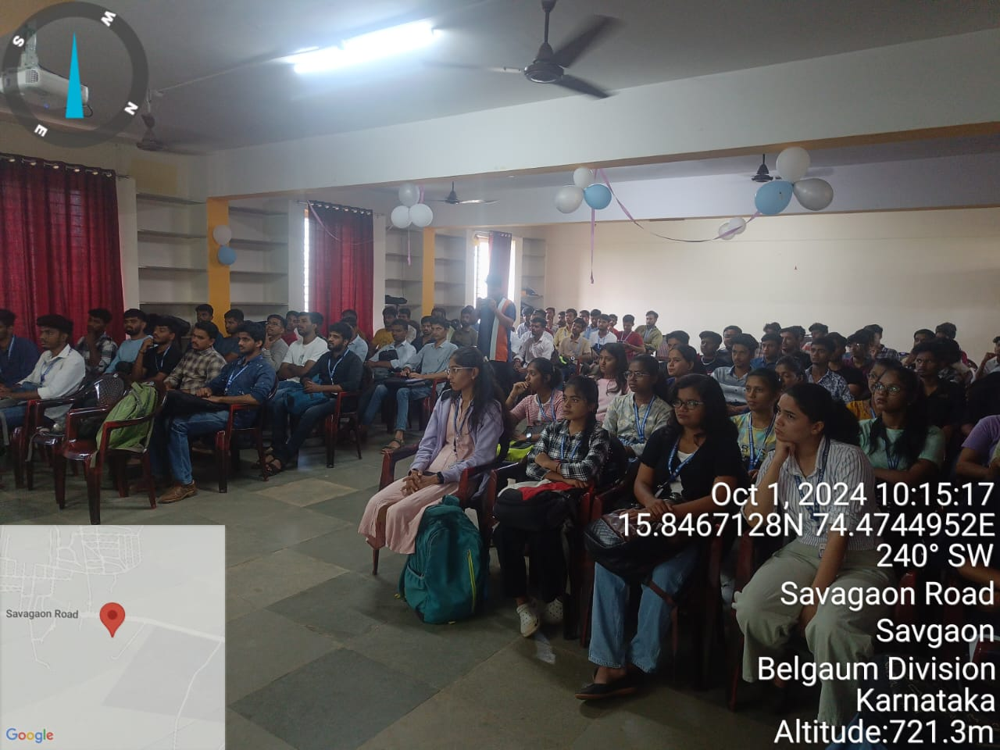 S
W
N
E
Oct 1, 2024 10:15:17
15.8467128N 74.4744952E
240° SW
Savagaon Road
Savgaon
Belgaum Division
Karnataka
Altitude:721.3m
Savagaon Road
Google